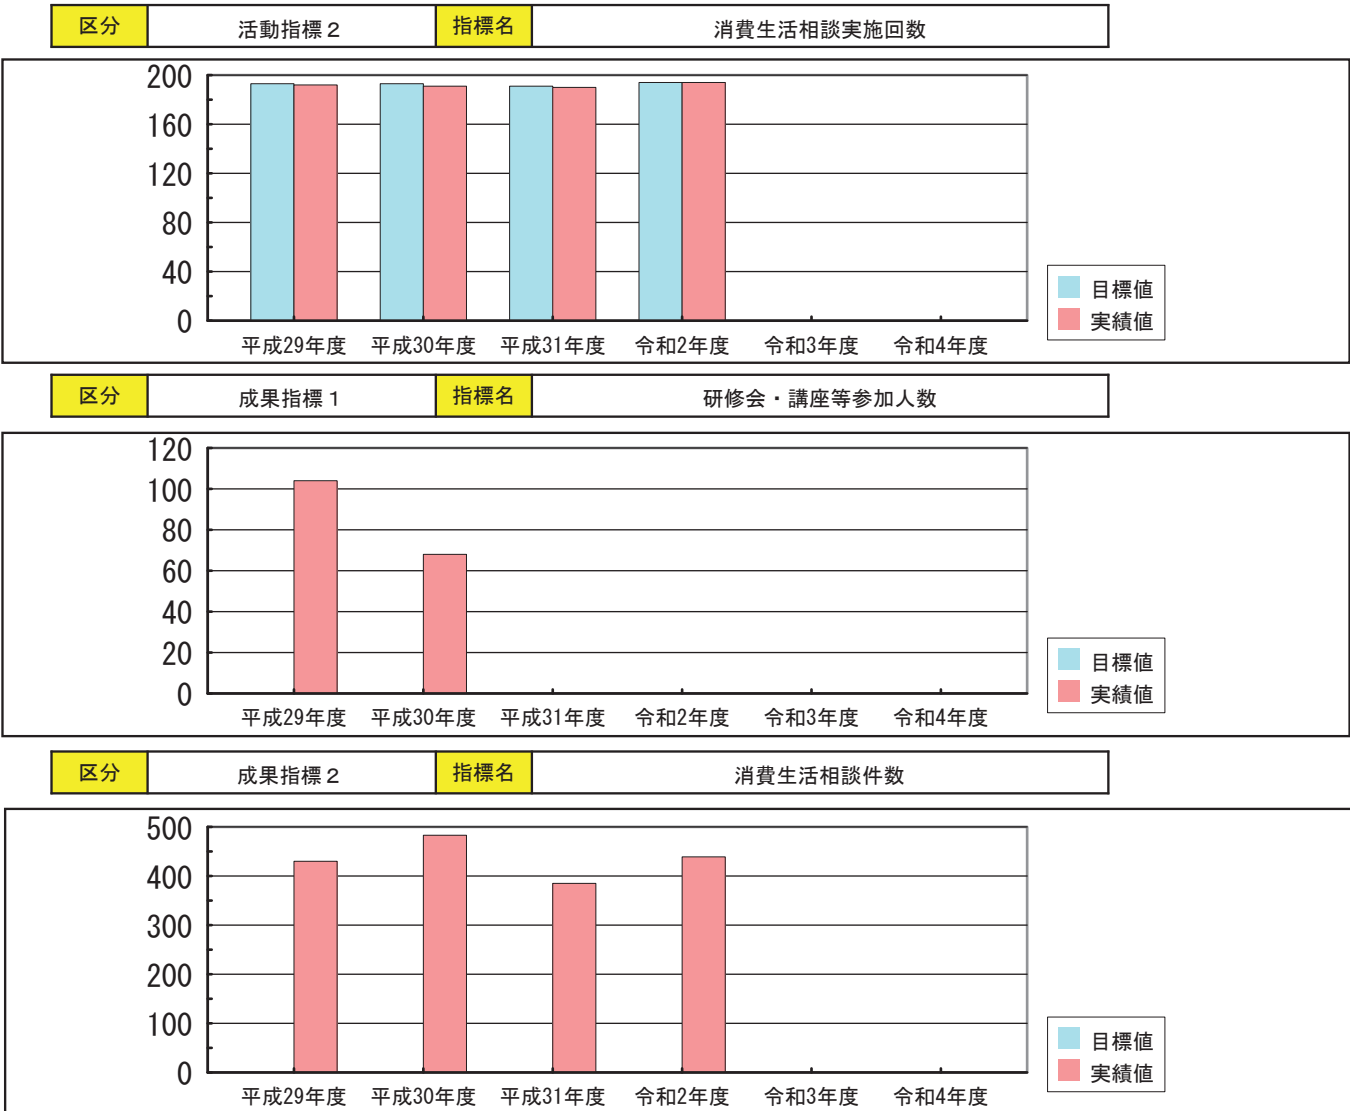 区分 活動指標２ 指標名 消費生活相談実施回数
200
160
120
80
40
0
平成29年度 平成30年度 平成31年度 令和2年度 令和3年度 令和4年度
目標値
実績値
区分 成果指標１ 指標名 研修会・講座等参加人数
120
100
80
60
40
20
0
平成29年度 平成30年度 平成31年度 令和2年度 令和3年度 令和4年度
目標値
実績値
区分 成果指標２ 指標名 消費生活相談件数
500
400
300
200
100
0
平成29年度 平成30年度 平成31年度 令和2年度 令和3年度 令和4年度
目標値
実績値